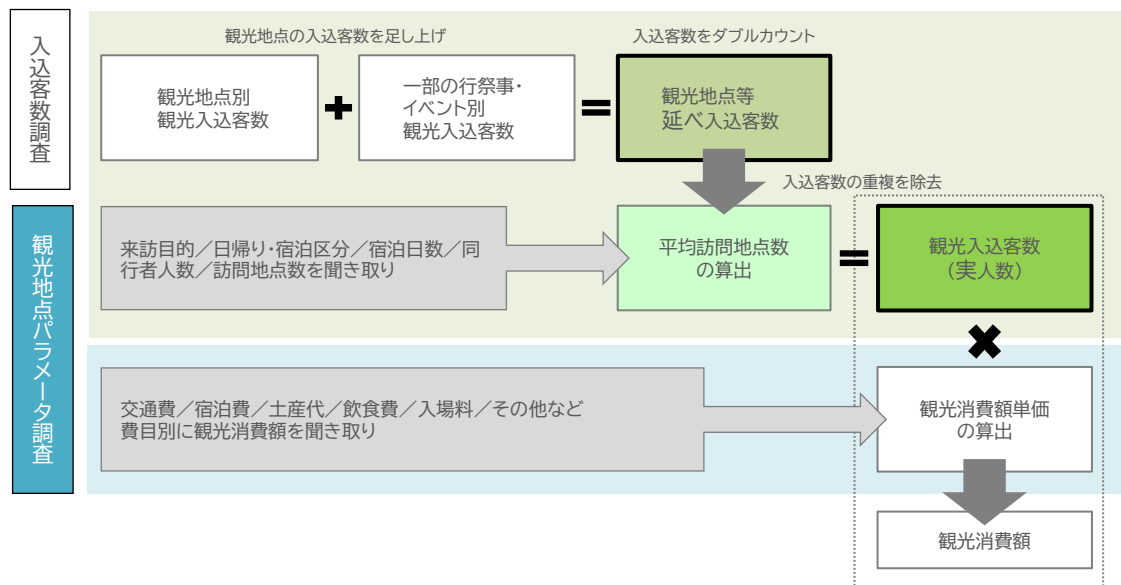 入込客数調査
観光地点の入込客数を足し上げ
入込客数をダブルカウント
観光地点別
観光入込客数
+
一部の行祭事・
イベント別
観光入込客数
=
観光地点等
延べ入込客数
入込客数の重複を除去
観光地点パラメータ調査
来訪目的/日帰り・宿泊区分/宿泊日数/同
行者人数/訪問地点数を聞き取り
平均訪問地点数
の算出
=
観光入込客数
(実人数)
×
交通費/宿泊費/土産代/飲食費/入場料/その他など
費目別に観光消費額を聞き取り
観光消費額単価
の算出
観光消費額